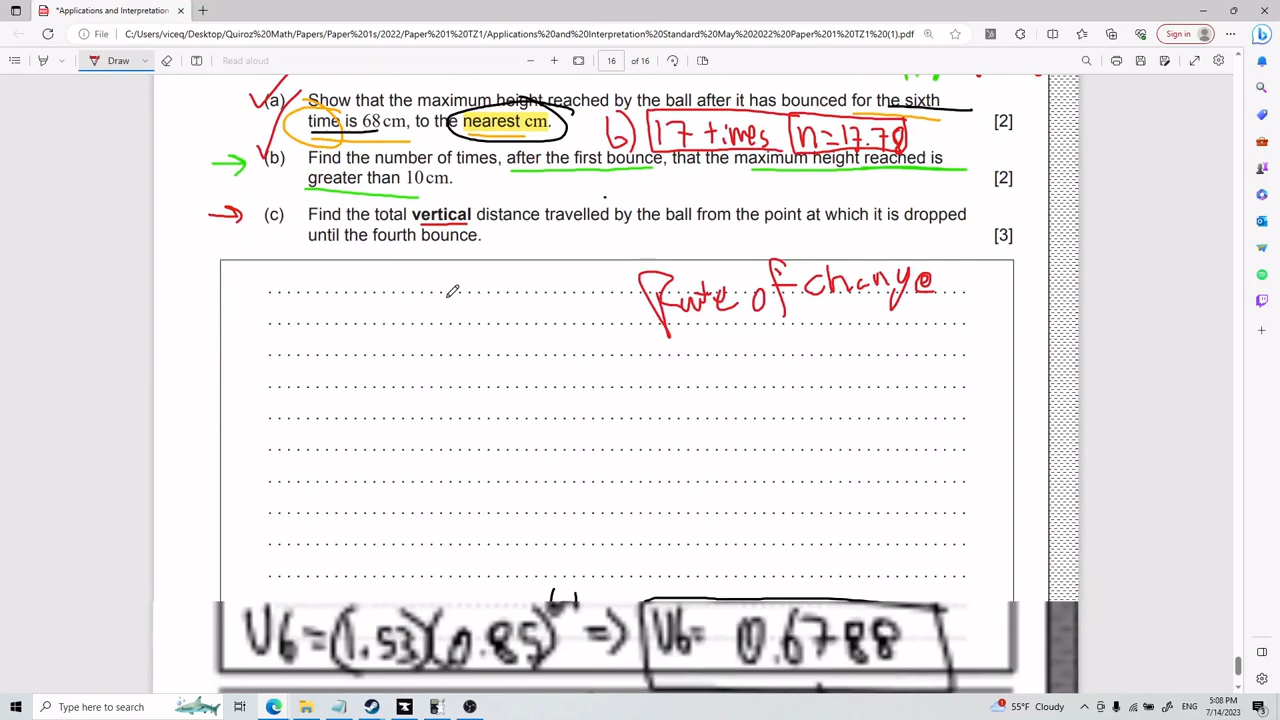 *Applications and Interpretation
File
C:/Users/viceq/Desktop/Quiroz%20Math/Papers/Paper%201s/2022/Paper%201%20TZ1/Applications%20and%20Interpretation%20Standard%20May%202022%20Paper%201%20TZ1%20(1).pdf
Sign in
Draw
Read aloud
16 of 16
(a) Show that the maximum height reached by the ball after it has bounced for the sixth
time is 68 cm, to the nearest cm. [2]
b) 17 times n=17.78
(b) Find the number of times, after the first bounce, that the maximum height reached is
greater than 10 cm. [2]
(c) Find the total vertical distance travelled by the ball from the point at which it is dropped
until the fourth bounce. [3]
Rate of change
U6=(1.53)(0.85) => U6= 0.6788
Type here to search
55°F Cloudy
5:08 PM
7/14/2023